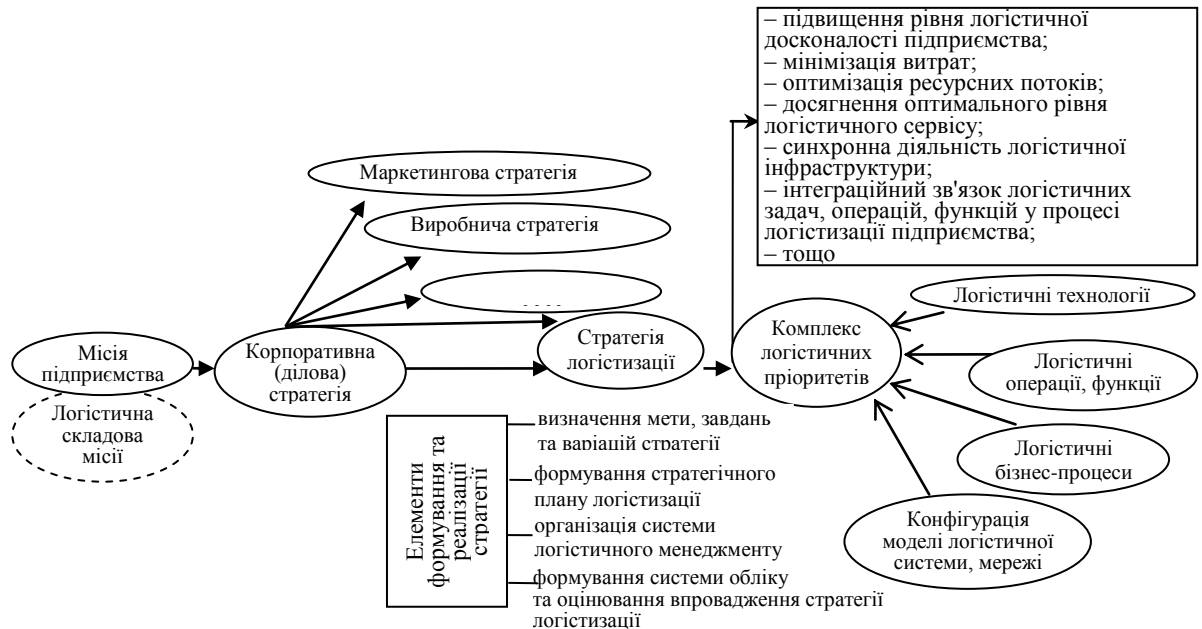 – підвищення рівня логістичної
досконалості підприємства;
– мінімізація витрат;
– оптимізація ресурсних потоків;
– досягнення оптимального рівня
логістичного сервісу;
– синхронна діяльність логістичної
інфраструктури;
– інтеграційний зв'язок логістичних
задач, операцій, функцій у процесі
логістизації підприємства;
– тощо
Маркетингова стратегія
Виробнича стратегія
Стратегія
логістизації
Місія
підприємства
Логістична
складова
місії
Корпоративна
(ділова)
стратегія
Комплекс
логістичних
пріоритетів
Логістичні технології
Логістичні
операції, функції
Логістичні
бізнес-процеси
Конфігурація
моделі логістичної
системи, мережі
Елементи
формування та
реалізації
стратегії
визначення мети, завдань
та варіацій стратегії
формування стратегічного
плану логістизації
організація системи
логістичного менеджменту
формування системи обліку
та оцінювання впровадження стратегії
логістизації